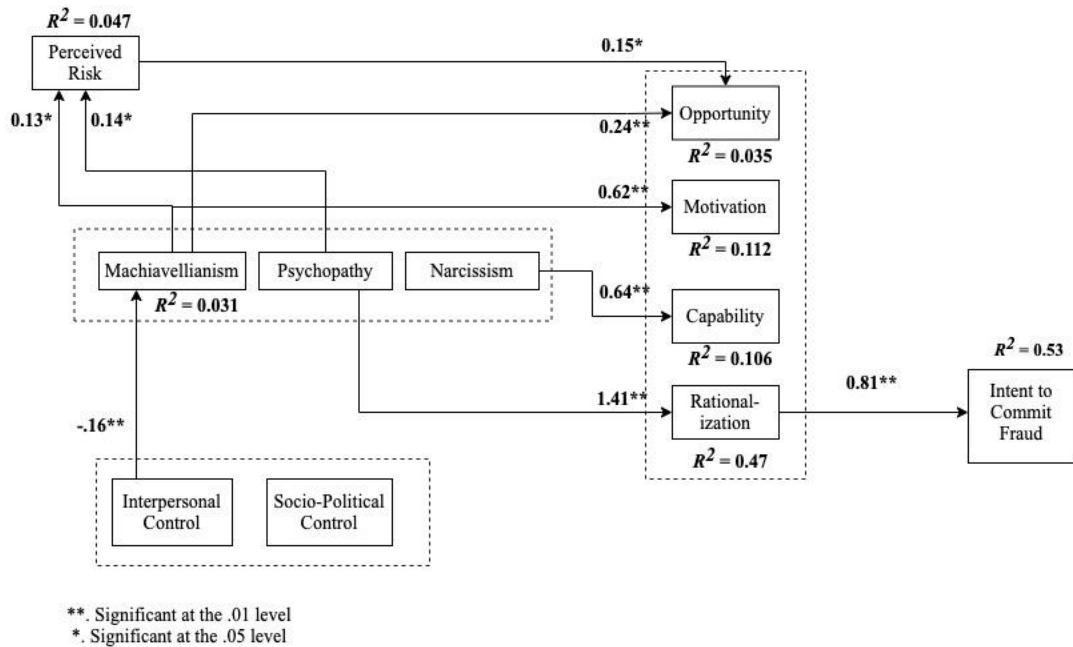 R² = 0.047
Perceived
Risk
0.15*
0.13*
0.14*
Opportunity
0.24**
R² = 0.035
0.62**
Motivation
R² = 0.112
Machiavellianism
Psychopathy
Narcissism
R² = 0.031
0.64**
Capability
R² = 0.106
R² = 0.53
1.41**
Rational-
ization
0.81**
Intent to
Commit
Fraud
R² = 0.47
-.16**
Interpersonal
Control
Socio-Political
Control
**. Significant at the .01 level
*. Significant at the .05 level